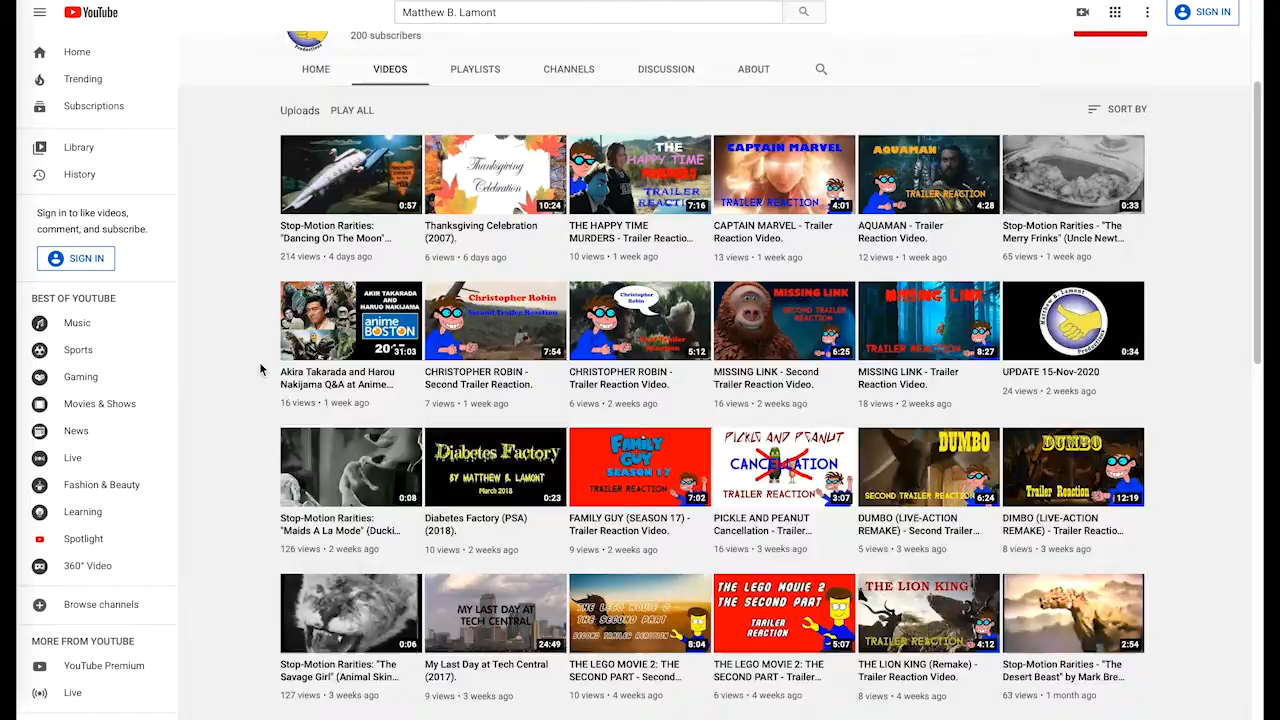 YouTube
Matthew B. Lamont
SIGN IN
Productions
200 subscribers
HOME
VIDEOS
PLAYLISTS
CHANNELS
DISCUSSION
ABOUT
Home
Trending
Subscriptions
Library
History
Sign in to like videos,
comment, and subscribe.
SIGN IN
BEST OF YOUTUBE
Music
Sports
Gaming
Movies & Shows
News
Live
Fashion & Beauty
Learning
Spotlight
360° Video
Browse channels
MORE FROM YOUTUBE
YouTube Premium
Live
Uploads PLAY ALL
SORT BY
0:57
Stop-Motion Rarities:
"Dancing On The Moon"...
214 views • 4 days ago
Thanksgiving
Celebration
10:24
Thanksgiving Celebration
(2007).
6 views • 6 days ago
THE
HAPPY TIME
MURDERS
TRAILER
REACTION
7:16
THE HAPPY TIME
MURDERS - Trailer Reactio...
10 views • 1 week ago
CAPTAIN MARVEL
TRAILER REACTION
4:01
CAPTAIN MARVEL - Trailer
Reaction Video.
13 views • 1 week ago
AQUAMAN
TRAILER REACTION
4:28
AQUAMAN - Trailer
Reaction Video.
12 views • 1 week ago
0:33
Stop-Motion Rarities - "The
Merry Frinks" (Uncle Newt...
65 views • 1 week ago
AKIR TAKARADA
AND
HARUO NAKIJAMA
anime
BOSTON
31:03
Akira Takarada and Harou
Nakijama Q&A at Anime...
16 views • 1 week ago
Christopher Robin
Second Trailer Reaction
7:54
CHRISTOPHER ROBIN -
Second Trailer Reaction.
7 views • 1 week ago
Christopher
Robin
5:12
CHRISTOPHER ROBIN -
Trailer Reaction Video.
6 views • 2 weeks ago
MISSING LINK
SECOND TRAILER
REACTION
6:25
MISSING LINK - Second
Trailer Reaction Video.
16 views • 2 weeks ago
MISSING LINK
TRAILER REACTION
8:27
MISSING LINK - Trailer
Reaction Video.
18 views • 2 weeks ago
Matthew B. Lamont
Productions
0:34
UPDATE 15-Nov-2020
24 views • 2 weeks ago
0:08
Stop-Motion Rarities:
"Maids A La Mode" (Ducki...
126 views • 2 weeks ago
Diabetes Factory
BY MATTHEW B. LAMONT
March 2018
0:23
Diabetes Factory (PSA)
(2018).
10 views • 2 weeks ago
FAMILY
GUY
SEASON 17
TRAILER REACTION
7:02
FAMILY GUY (SEASON 17) -
Trailer Reaction Video.
9 views • 2 weeks ago
PICKLE AND PEANUT
CANCELLATION
TRAILER REACTION
3:07
PICKLE AND PEANUT
Cancellation - Trailer...
16 views • 3 weeks ago
DUMBO
SECOND TRAILER REACTION
6:24
DUMBO (LIVE-ACTION
REMAKE) - Second Trailer...
5 views • 3 weeks ago
DUMBO
Trailer Reaction
12:19
DIMBO (LIVE-ACTION
REMAKE) - Trailer Reactio...
8 views • 3 weeks ago
0:06
Stop-Motion Rarities: "The
Savage Girl" (Animal Skin...
127 views • 3 weeks ago
MY LAST DAY AT
TECH CENTRAL
24:49
My Last Day at Tech Central
(2017).
9 views • 3 weeks ago
THE LEGO MOVIE 2
THE SECOND PART
SECOND TRAILER REACTION
8:04
THE LEGO MOVIE 2: THE
SECOND PART - Second...
10 views • 4 weeks ago
THE LEGO MOVIE 2
THE SECOND PART
TRAILER
REACTION
5:07
THE LEGO MOVIE 2: THE
SECOND PART - Trailer...
6 views • 4 weeks ago
THE LION KING
TRAILER REACTION
4:12
THE LION KING (Remake) -
Trailer Reaction Video.
8 views • 4 weeks ago
2:54
Stop-Motion Rarities - "The
Desert Beast" by Mark Bre...
63 views • 1 month ago